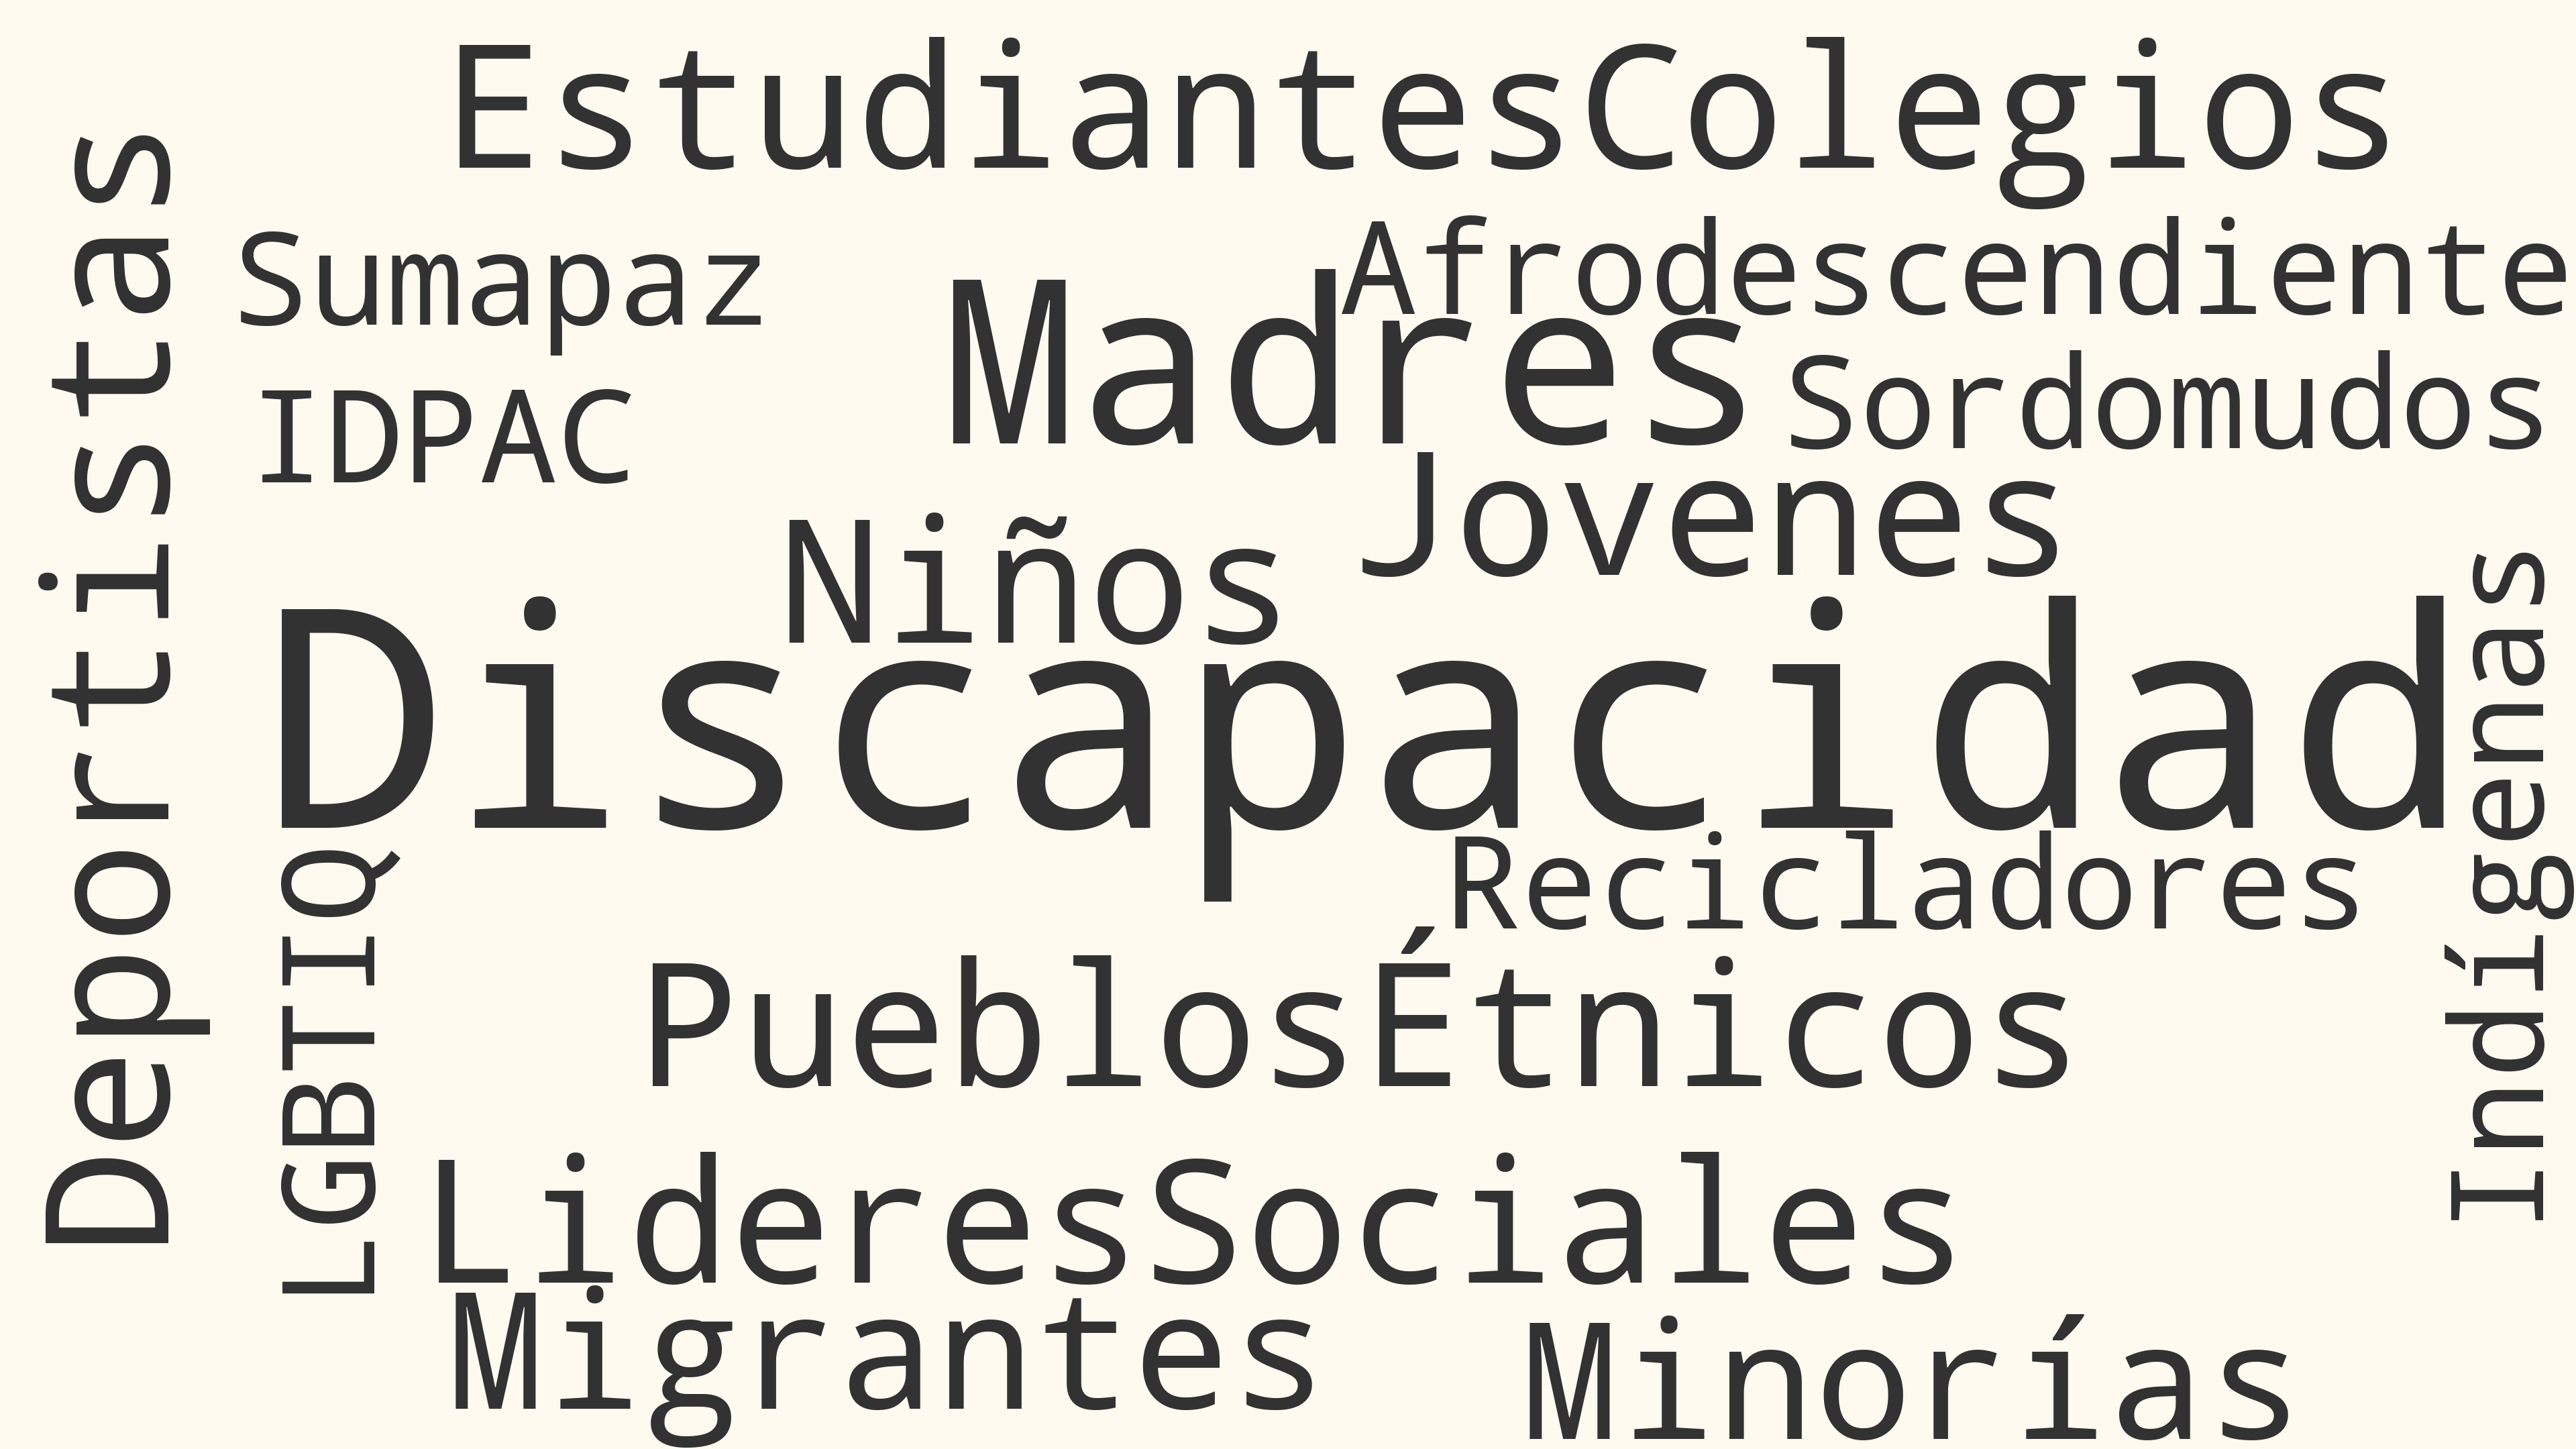 EstudiantesColegios
Deportistas
Sumapaz
Afrodescendiente
Madres
IDPAC
Sordomudos
Jovenes
Niños
Discapacidad
Indígenas
Recicladores
LGBTIQ
PueblosÉtnicos
LideresSociales
Migrantes
Minorías